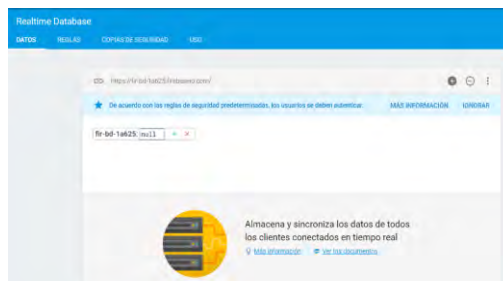 Realtime Database
DATOS REGLAS COPIAS DE SEGURIDAD USO
De acuerdo con las reglas de seguridad predeterminadas, los usuarios se deben autenticar. MÁS INFORMACIÓN IGNORAR
fir-bd-1a625: null + ×
Almacena y sincroniza los datos de todos
los clientes conectados en tiempo real
Más información Ver los documentos